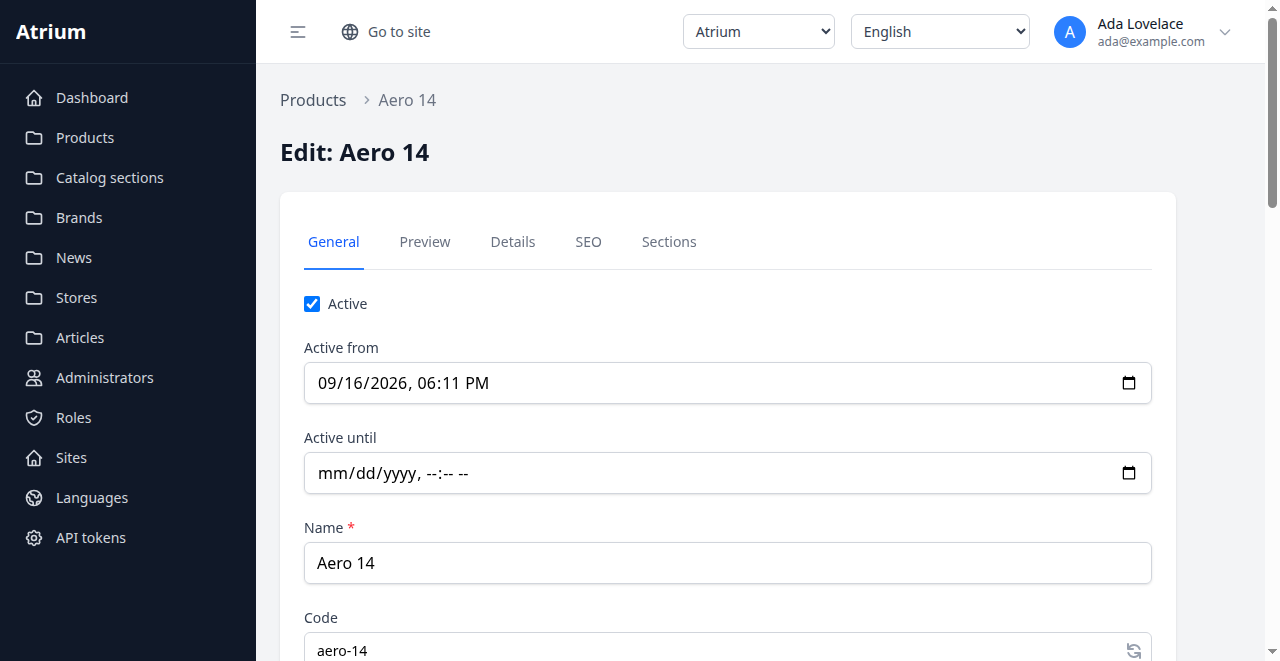 Atrium
Go to site
Atrium
English
A
Ada Lovelace
ada@example.com
Dashboard
Products
Catalog sections
Brands
News
Stores
Articles
Administrators
Roles
Sites
Languages
API tokens
Products
Aero 14
Edit: Aero 14
General
Preview
Details
SEO
Sections
Active
Active from
09/16/2026, 06:11 PM
Active until
mm/dd/yyyy, --:-- --
Name *
Aero 14
Code
aero-14